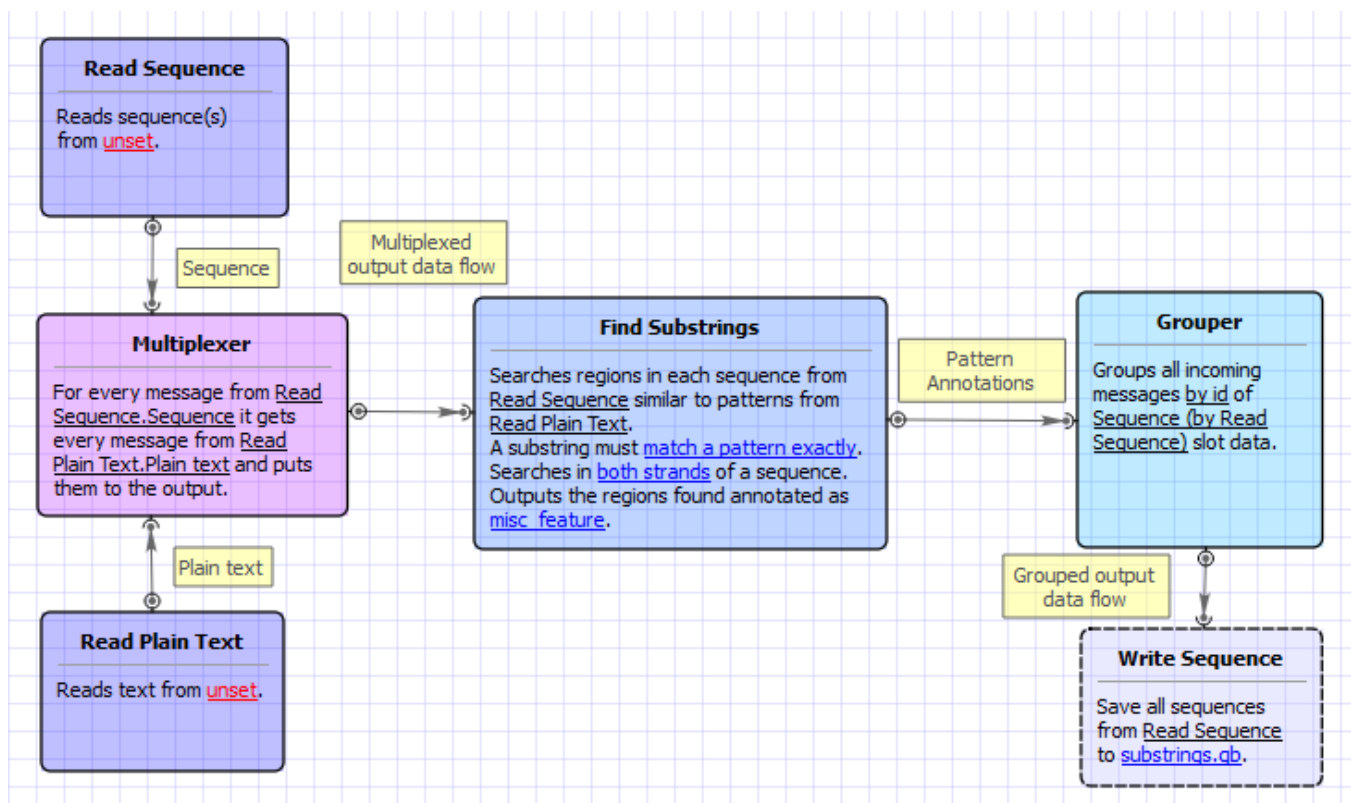 Read Sequence
Reads sequence(s)
from unset.
Sequence
Multiplexed
output data flow
Multiplexer
For every message from Read
Sequence.Sequence it gets
every message from Read
Plain Text.Plain text and puts
them to the output.
Plain text
Read Plain Text
Reads text from unset.
Find Substrings
Searches regions in each sequence from
Read Sequence similar to patterns from
Read Plain Text.
A substring must match a pattern exactly.
Searches in both strands of a sequence.
Outputs the regions found annotated as
misc_feature.
Pattern
Annotations
Grouper
Groups all incoming
messages by id of
Sequence (by Read
Sequence) slot data.
Grouped output
data flow
Write Sequence
Save all sequences
from Read Sequence
to substrings.gb.